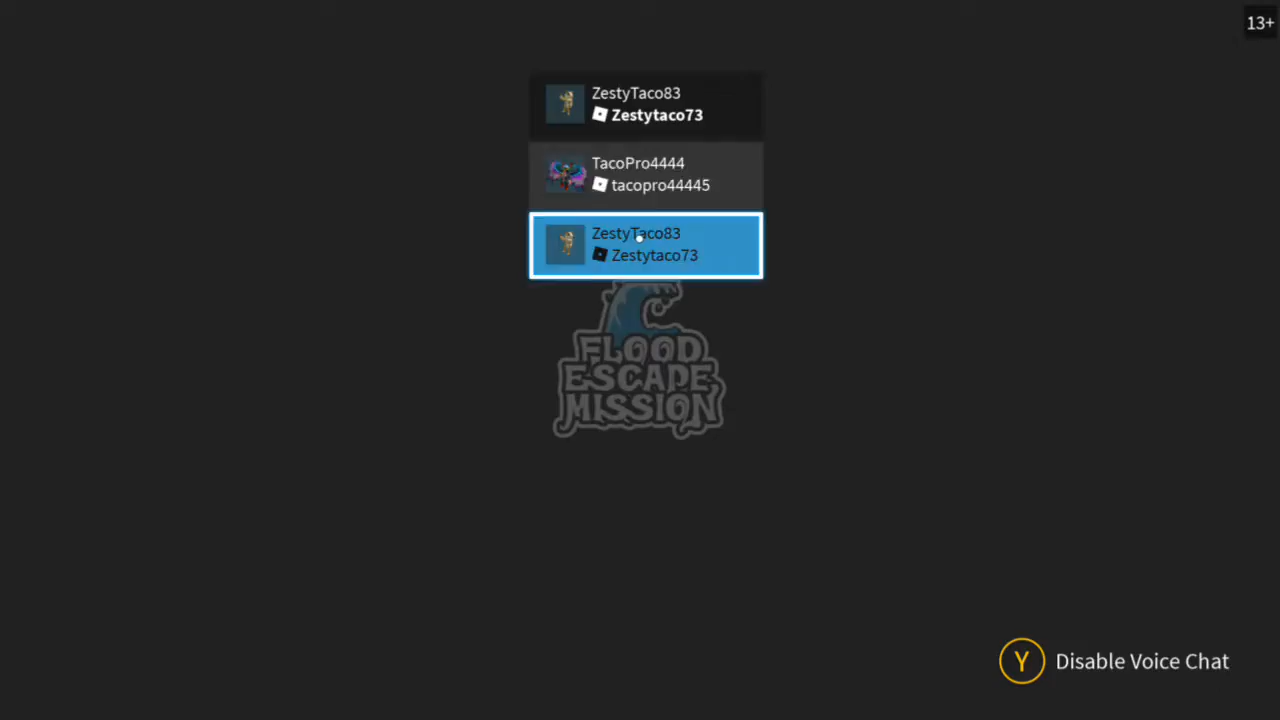 13+
ZestyTaco83
Zestytaco73
TacoPro4444
tacopro44445
ZestyTaco83
Zestytaco73
FLOOD
ESCAPE
MISSION
Y Disable Voice Chat